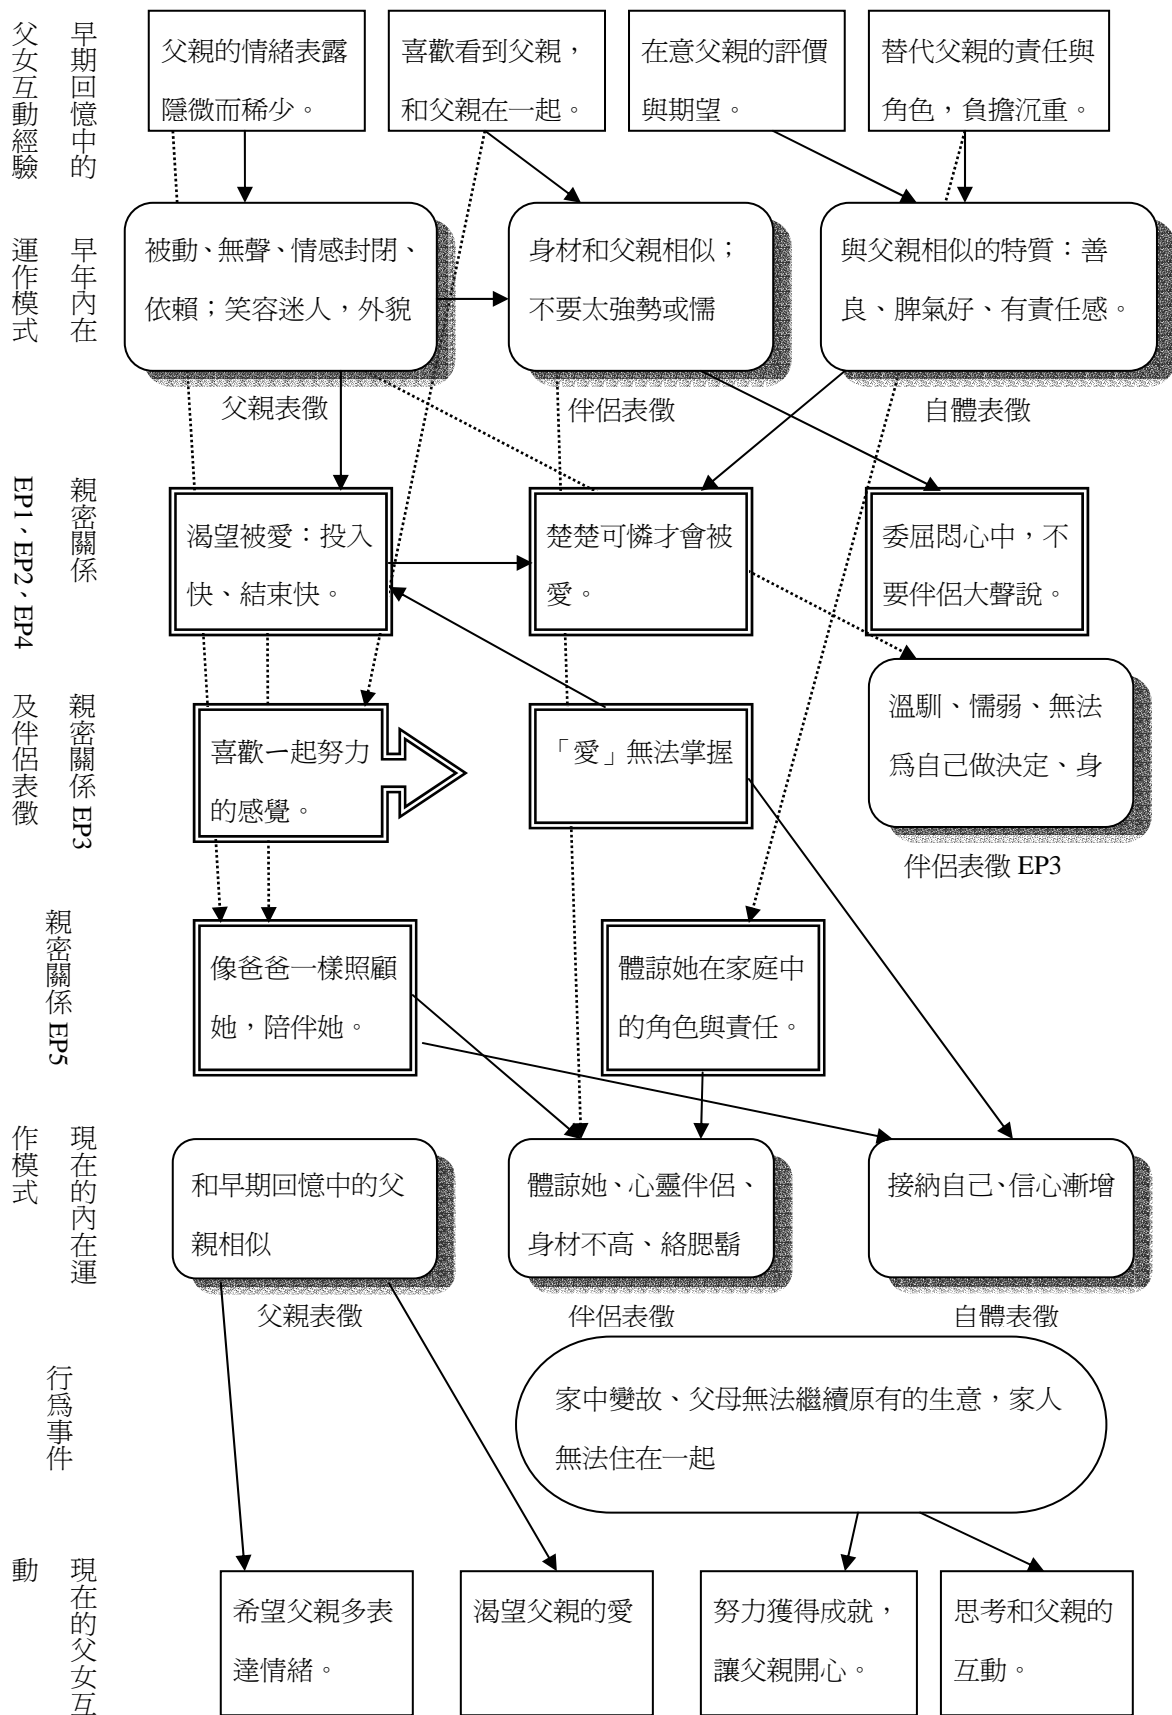 早期回憶中的
父女互動經驗
父親的情緒表露
隱微而稀少。
喜歡看到父親，
和父親在一起。
在意父親的評價
與期望。
替代父親的責任與
角色，負擔沉重。
早年內在
運作模式
被動、無聲、情感封閉、
依賴；笑容迷人，外貌
父親表徵
身材和父親相似；
不要太強勢或懦
伴侶表徵
與父親相似的特質：善
良、脾氣好、有責任感。
自體表徵
親密關係
EP1、EP2、EP4
渴望被愛：投入
快、結束快。
楚楚可憐才會被
愛。
委屈悶心中，不
要伴侶大聲說。
親密關係 EP3
及伴侶表徵
喜歡一起努力
的感覺。
「愛」無法掌握
溫馴、懦弱、無法
為自己做決定、身
伴侶表徵 EP3
親密關係 EP5
像爸爸一樣照顧
她，陪伴她。
體諒她在家庭中
的角色與責任。
現在的內在運
作模式
和早期回憶中的父
親相似
父親表徵
體諒她、心靈伴侶、
身材不高、絡腮鬍
伴侶表徵
接納自己、信心漸增
自體表徵
行為事件
家中變故、父母無法繼續原有的生意，家人
無法住在一起
現在的父女互
動
希望父親多表
達情緒。
渴望父親的愛
努力獲得成就，
讓父親開心。
思考和父親的
互動。